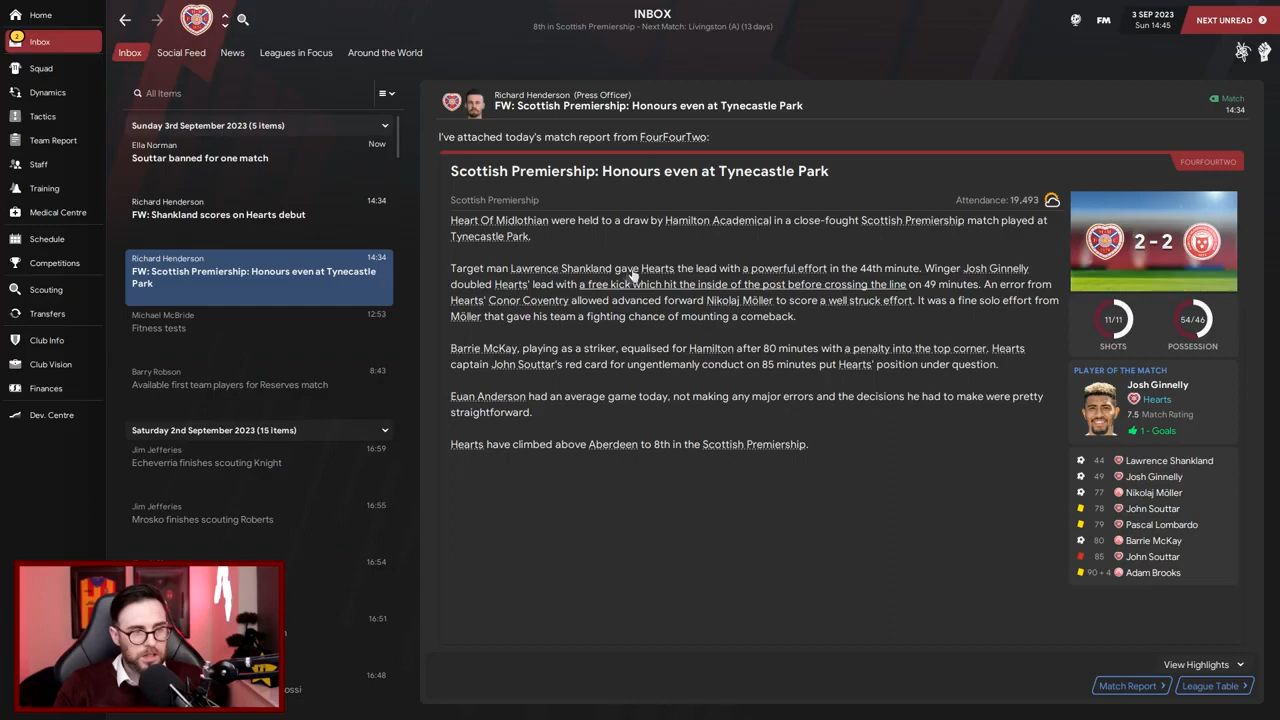 INBOX
8th in Scottish Premiership - Next Match: Livingston (A) (13 days)
FM
3 SEP 2023
Sun 14:45
NEXT UNREAD
Home
2
Inbox
Squad
Dynamics
Tactics
Team Report
Staff
Training
Medical Centre
Schedule
Competitions
Scouting
Transfers
Club Info
Club Vision
Finances
Dev. Centre
Inbox
Social Feed
News
Leagues in Focus
Around the World
All Items
Sunday 3rd September 2023 (5 items)
Ella Norman
Now
Souttar banned for one match
Richard Henderson
14:34
FW: Shankland scores on Hearts debut
Richard Henderson
14:34
FW: Scottish Premiership: Honours even at Tynecastle
Park
Michael McBride
12:53
Fitness tests
Barry Robson
8:43
Available first team players for Reserves match
Saturday 2nd September 2023 (15 items)
Jim Jefferies
16:59
Echeverria finishes scouting Knight
Jim Jefferies
16:55
Mrosko finishes scouting Roberts
16:54
16:51
16:48
Richard Henderson (Press Officer)
FW: Scottish Premiership: Honours even at Tynecastle Park
Match
14:34
I've attached today's match report from FourFourTwo:
Scottish Premiership: Honours even at Tynecastle Park
FOURFOURTWO
Scottish Premiership
Attendance: 19,493
Heart Of Midlothian were held to a draw by Hamilton Academical in a close-fought Scottish Premiership match played at
Tynecastle Park.
Target man Lawrence Shankland gave Hearts the lead with a powerful effort in the 44th minute. Winger Josh Ginnelly
doubled Hearts' lead with a free kick which hit the inside of the post before crossing the line on 49 minutes. An error from
Hearts' Conor Coventry allowed advanced forward Nikolaj Möller to score a well struck effort. It was a fine solo effort from
Möller that gave his team a fighting chance of mounting a comeback.
Barrie McKay, playing as a striker, equalised for Hamilton after 80 minutes with a penalty into the top corner. Hearts
captain John Souttar's red card for ungentlemanly conduct on 85 minutes put Hearts' position under question.
Euan Anderson had an average game today, not making any major errors and the decisions he had to make were pretty
straightforward.
Hearts have climbed above Aberdeen to 8th in the Scottish Premiership.
2 - 2
11/11
SHOTS
54/46
POSSESSION
PLAYER OF THE MATCH
Josh Ginnelly
Hearts
7.5 Match Rating
1 - Goals
44 Lawrence Shankland
49 Josh Ginnelly
77 Nikolaj Möller
78 John Souttar
79 Pascal Lombardo
80 Barrie McKay
85 John Souttar
90 + 4 Adam Brooks
View Highlights
Match Report
League Table